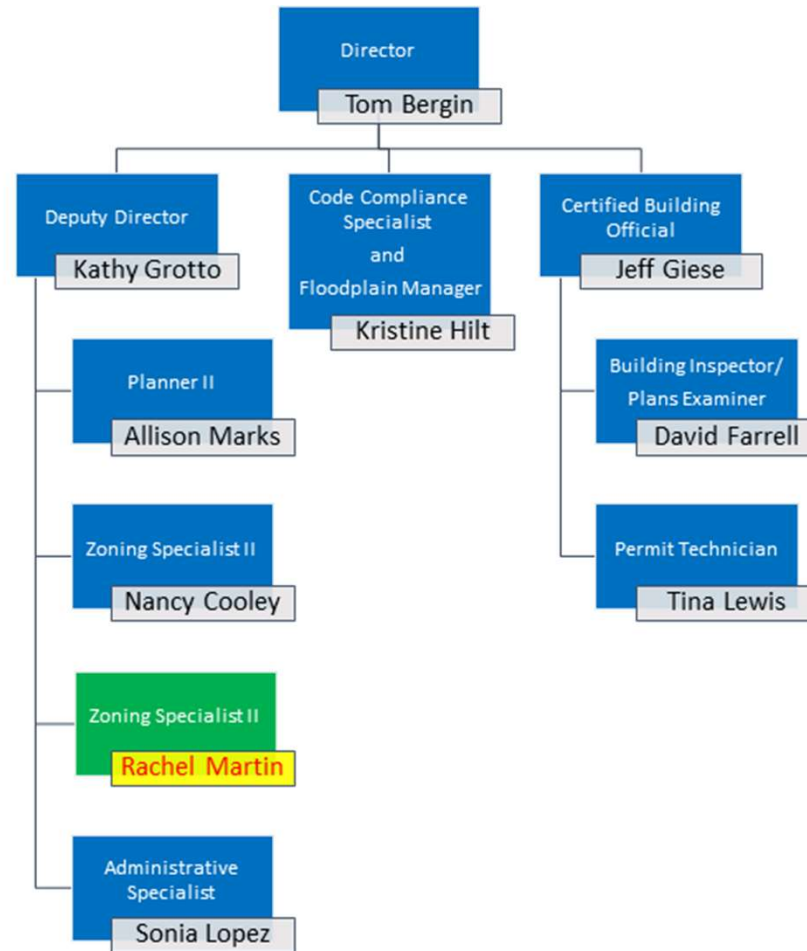 Director
Tom Bergin
Deputy Director
Kathy Grotto
Code Compliance
Specialist
and
Floodplain Manager
Kristine Hilt
Certified Building
Official
Jeff Giese
Planner II
Allison Marks
Zoning Specialist II
Nancy Cooley
Zoning Specialist II
Rachel Martin
Administrative
Specialist
Sonia Lopez
Building Inspector/
Plans Examiner
David Farrell
Permit Technician
Tina Lewis